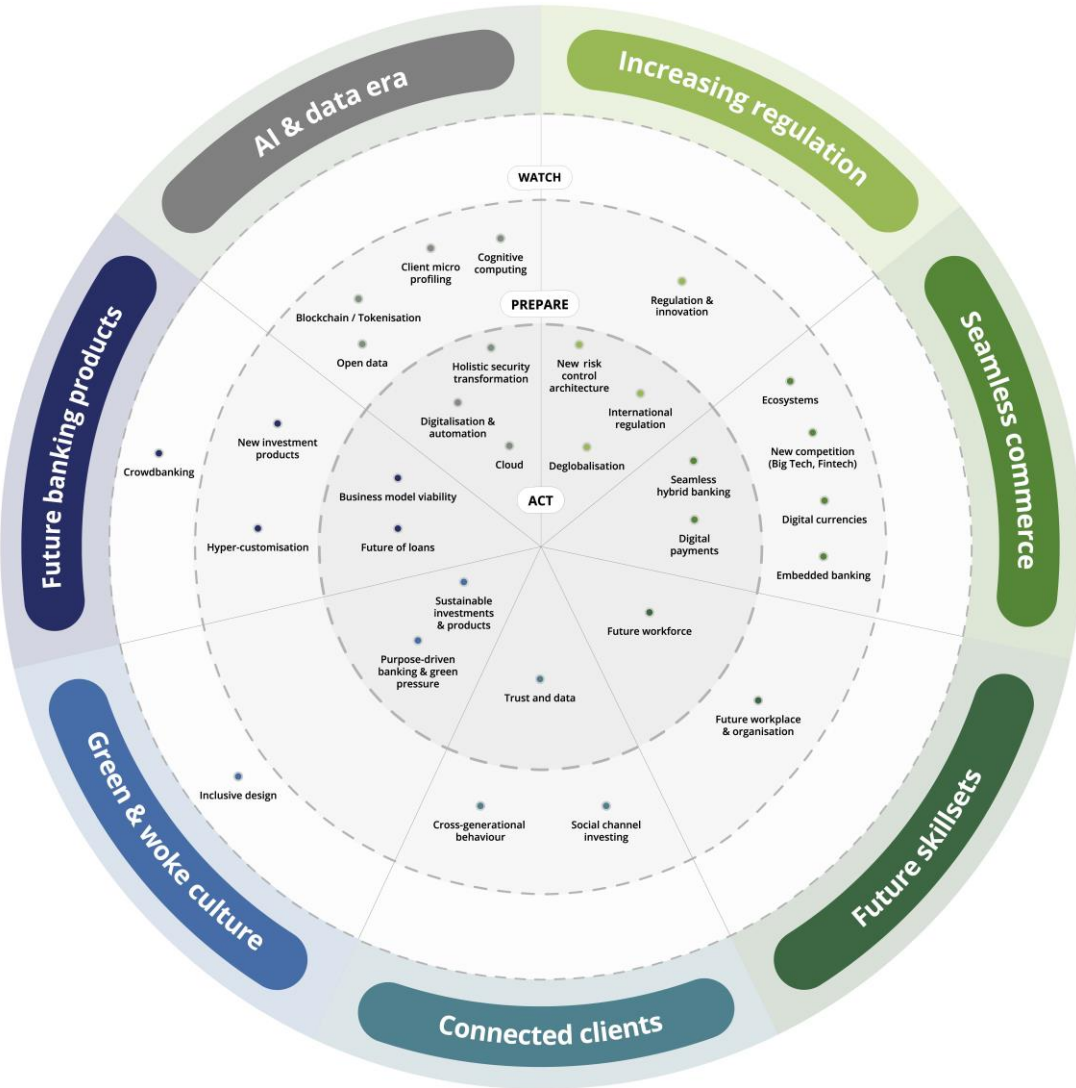 AI & data era
Increasing regulation
Seamless commerce
Future skillsets
Connected clients
Green & woke culture
Future banking products
WATCH
PREPARE
ACT
Cognitive
computing
Client micro
profiling
Blockchain / Tokenisation
Open data
Holistic security
transformation
Digitalisation &
automation
Cloud
Regulation &
innovation
New risk
control
architecture
International
regulation
Deglobalisation
Ecosystems
New competition
(Big Tech, Fintech)
Digital currencies
Embedded banking
Seamless
hybrid banking
Digital
payments
Future workforce
Future workplace
& organisation
Trust and data
Cross-generational
behaviour
Social channel
investing
Sustainable
investments
& products
Purpose-driven
banking & green
pressure
Inclusive design
Crowdbanking
New investment
products
Hyper-customisation
Business model viability
Future of loans